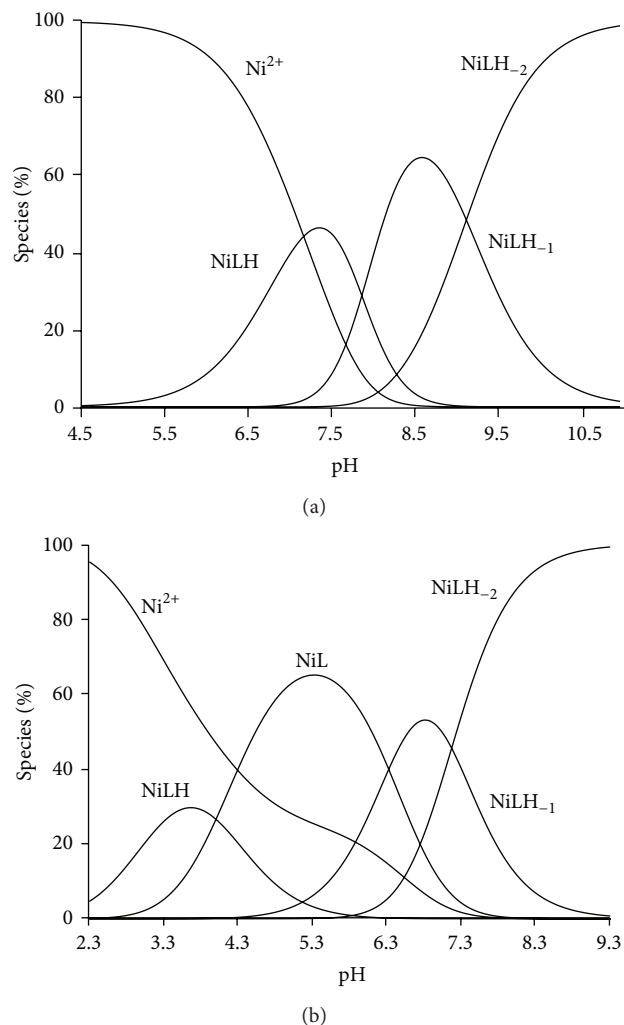 100
Ni²⁺
NiLH₋₂
80
60
Species (%)
NiLH
NiLH₋₁
40
20
0
4.5 5.5 6.5 7.5 8.5 9.5 10.5
pH
(a)
100
Ni²⁺
NiLH₋₂
80
NiL
60
Species (%)
40
NiLH
NiLH₋₁
20
0
2.3 3.3 4.3 5.3 6.3 7.3 8.3 9.3
pH
(b)